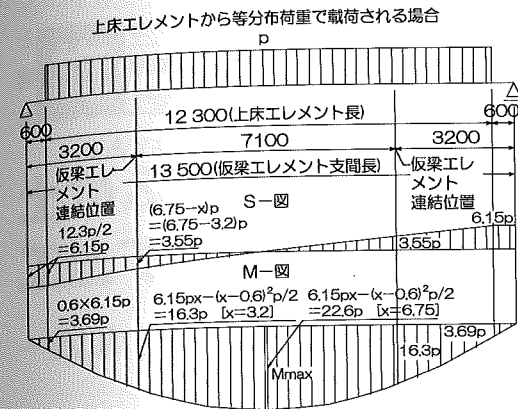 上床エレメントから等分布荷重で載荷される場合
p
12 300(上床エレメント長)
600
600
3200
7100
3200
仮梁エレメント連結位置
13 500(仮梁エレメント支間長)
仮梁エレメント連結位置
S－図
12.3p/2
=6.15p
(6.75−x)p
=(6.75−3.2)p
=3.55p
6.15p
3.55p
M－図
0.6×6.15p
=3.69p
6.15px−(x−0.6)²p/2
=16.3p [x=3.2]
6.15px−(x−0.6)²p/2
=22.6p [x=6.75]
3.69p
16.3p
Mmax